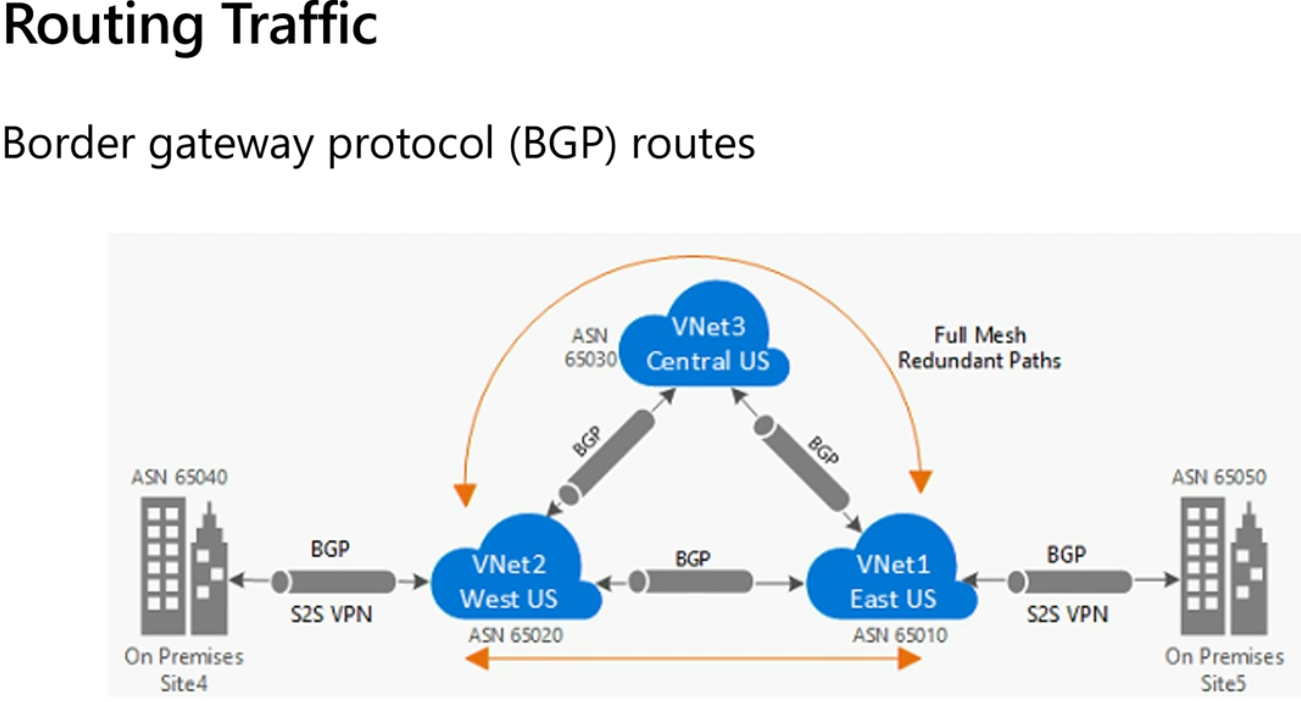 Routing Traffic
Border gateway protocol (BGP) routes
VNet3
Central US
ASN
65030
Full Mesh
Redundant Paths
BGP
BGP
ASN 65040
ASN 65050
BGP
S2S VPN
VNet2
West US
BGP
VNet1
East US
BGP
S2S VPN
ASN 65020
ASN 65010
On Premises
Site4
On Premises
Site5